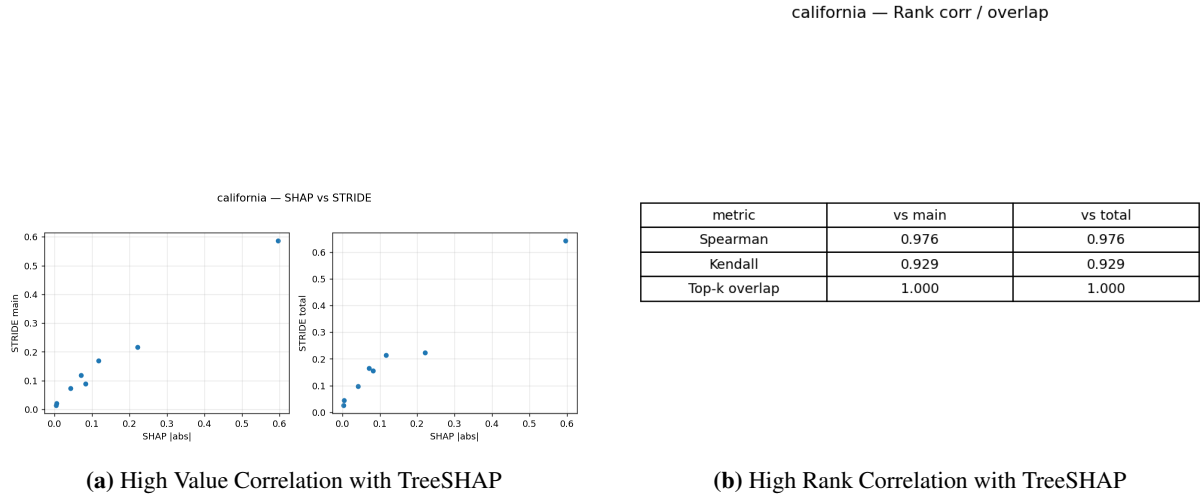 california — Rank corr / overlap
california — SHAP vs STRIDE
STRIDE main
0.6
0.5
0.4
0.3
0.2
0.1
0.0
0.0 0.1 0.2 0.3 0.4 0.5 0.6
SHAP |abs|
STRIDE total
0.6
0.5
0.4
0.3
0.2
0.1
0.0
0.0 0.1 0.2 0.3 0.4 0.5 0.6
SHAP |abs|
metric vs main vs total
Spearman 0.976 0.976
Kendall 0.929 0.929
Top-k overlap 1.000 1.000
(a) High Value Correlation with TreeSHAP
(b) High Rank Correlation with TreeSHAP